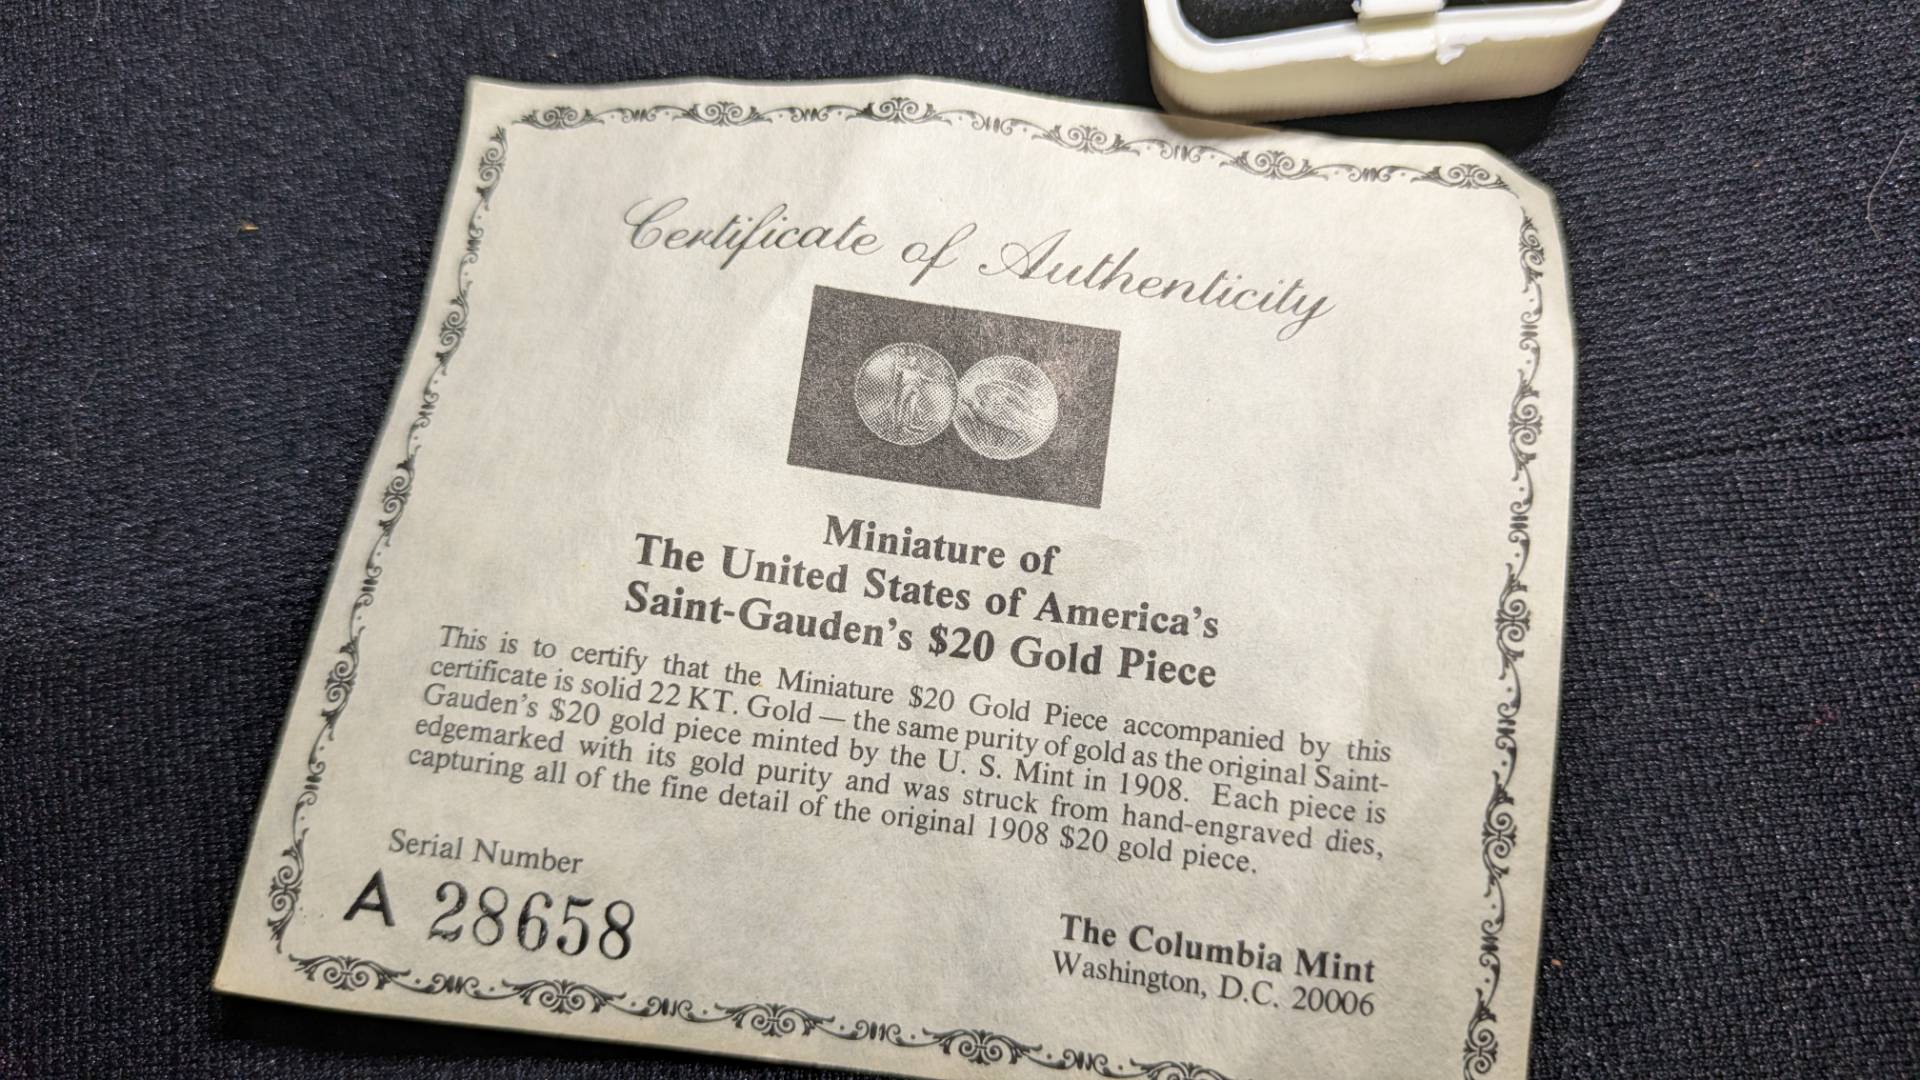 Certificate of Authenticity
Miniature of
The United States of America's
Saint-Gauden's $20 Gold Piece
This is to certify that the Miniature $20 Gold Piece accompanied by this
certificate is solid 22 KT. Gold — the same purity of gold as the original Saint-
Gauden's $20 gold piece minted by the U. S. Mint in 1908. Each piece is
edgemarked with its gold purity and was struck from hand-engraved dies,
capturing all of the fine detail of the original 1908 $20 gold piece.
Serial Number
A 28658
The Columbia Mint
Washington, D.C. 20006